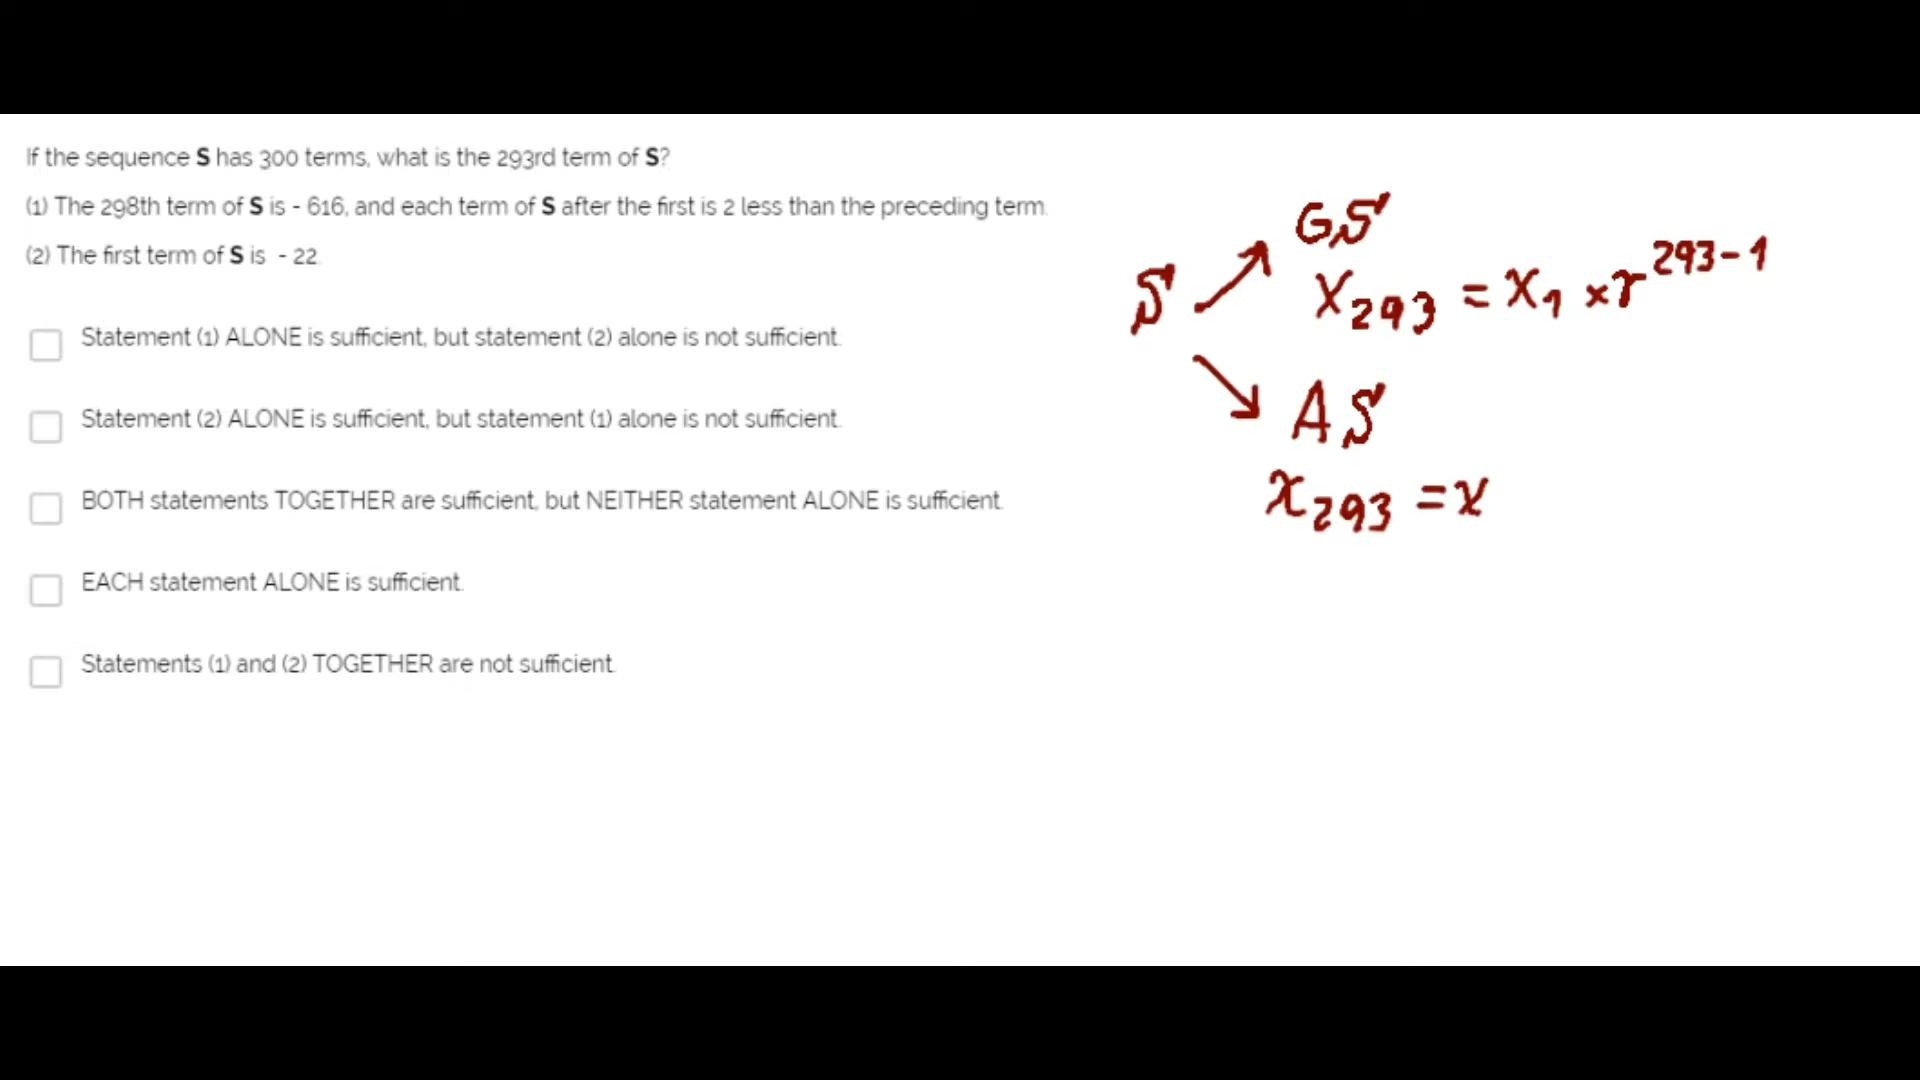 If the sequence S has 300 terms, what is the 293rd term of S?
(1) The 298th term of S is - 616, and each term of S after the first is 2 less than the preceding term.
(2) The first term of S is - 22.
Statement (1) ALONE is sufficient, but statement (2) alone is not sufficient.
Statement (2) ALONE is sufficient, but statement (1) alone is not sufficient.
BOTH statements TOGETHER are sufficient, but NEITHER statement ALONE is sufficient.
EACH statement ALONE is sufficient.
Statements (1) and (2) TOGETHER are not sufficient.
GS
S
x₂₉₃ = x₁ × r²⁹³⁻¹
AS
x₂₉₃ = x